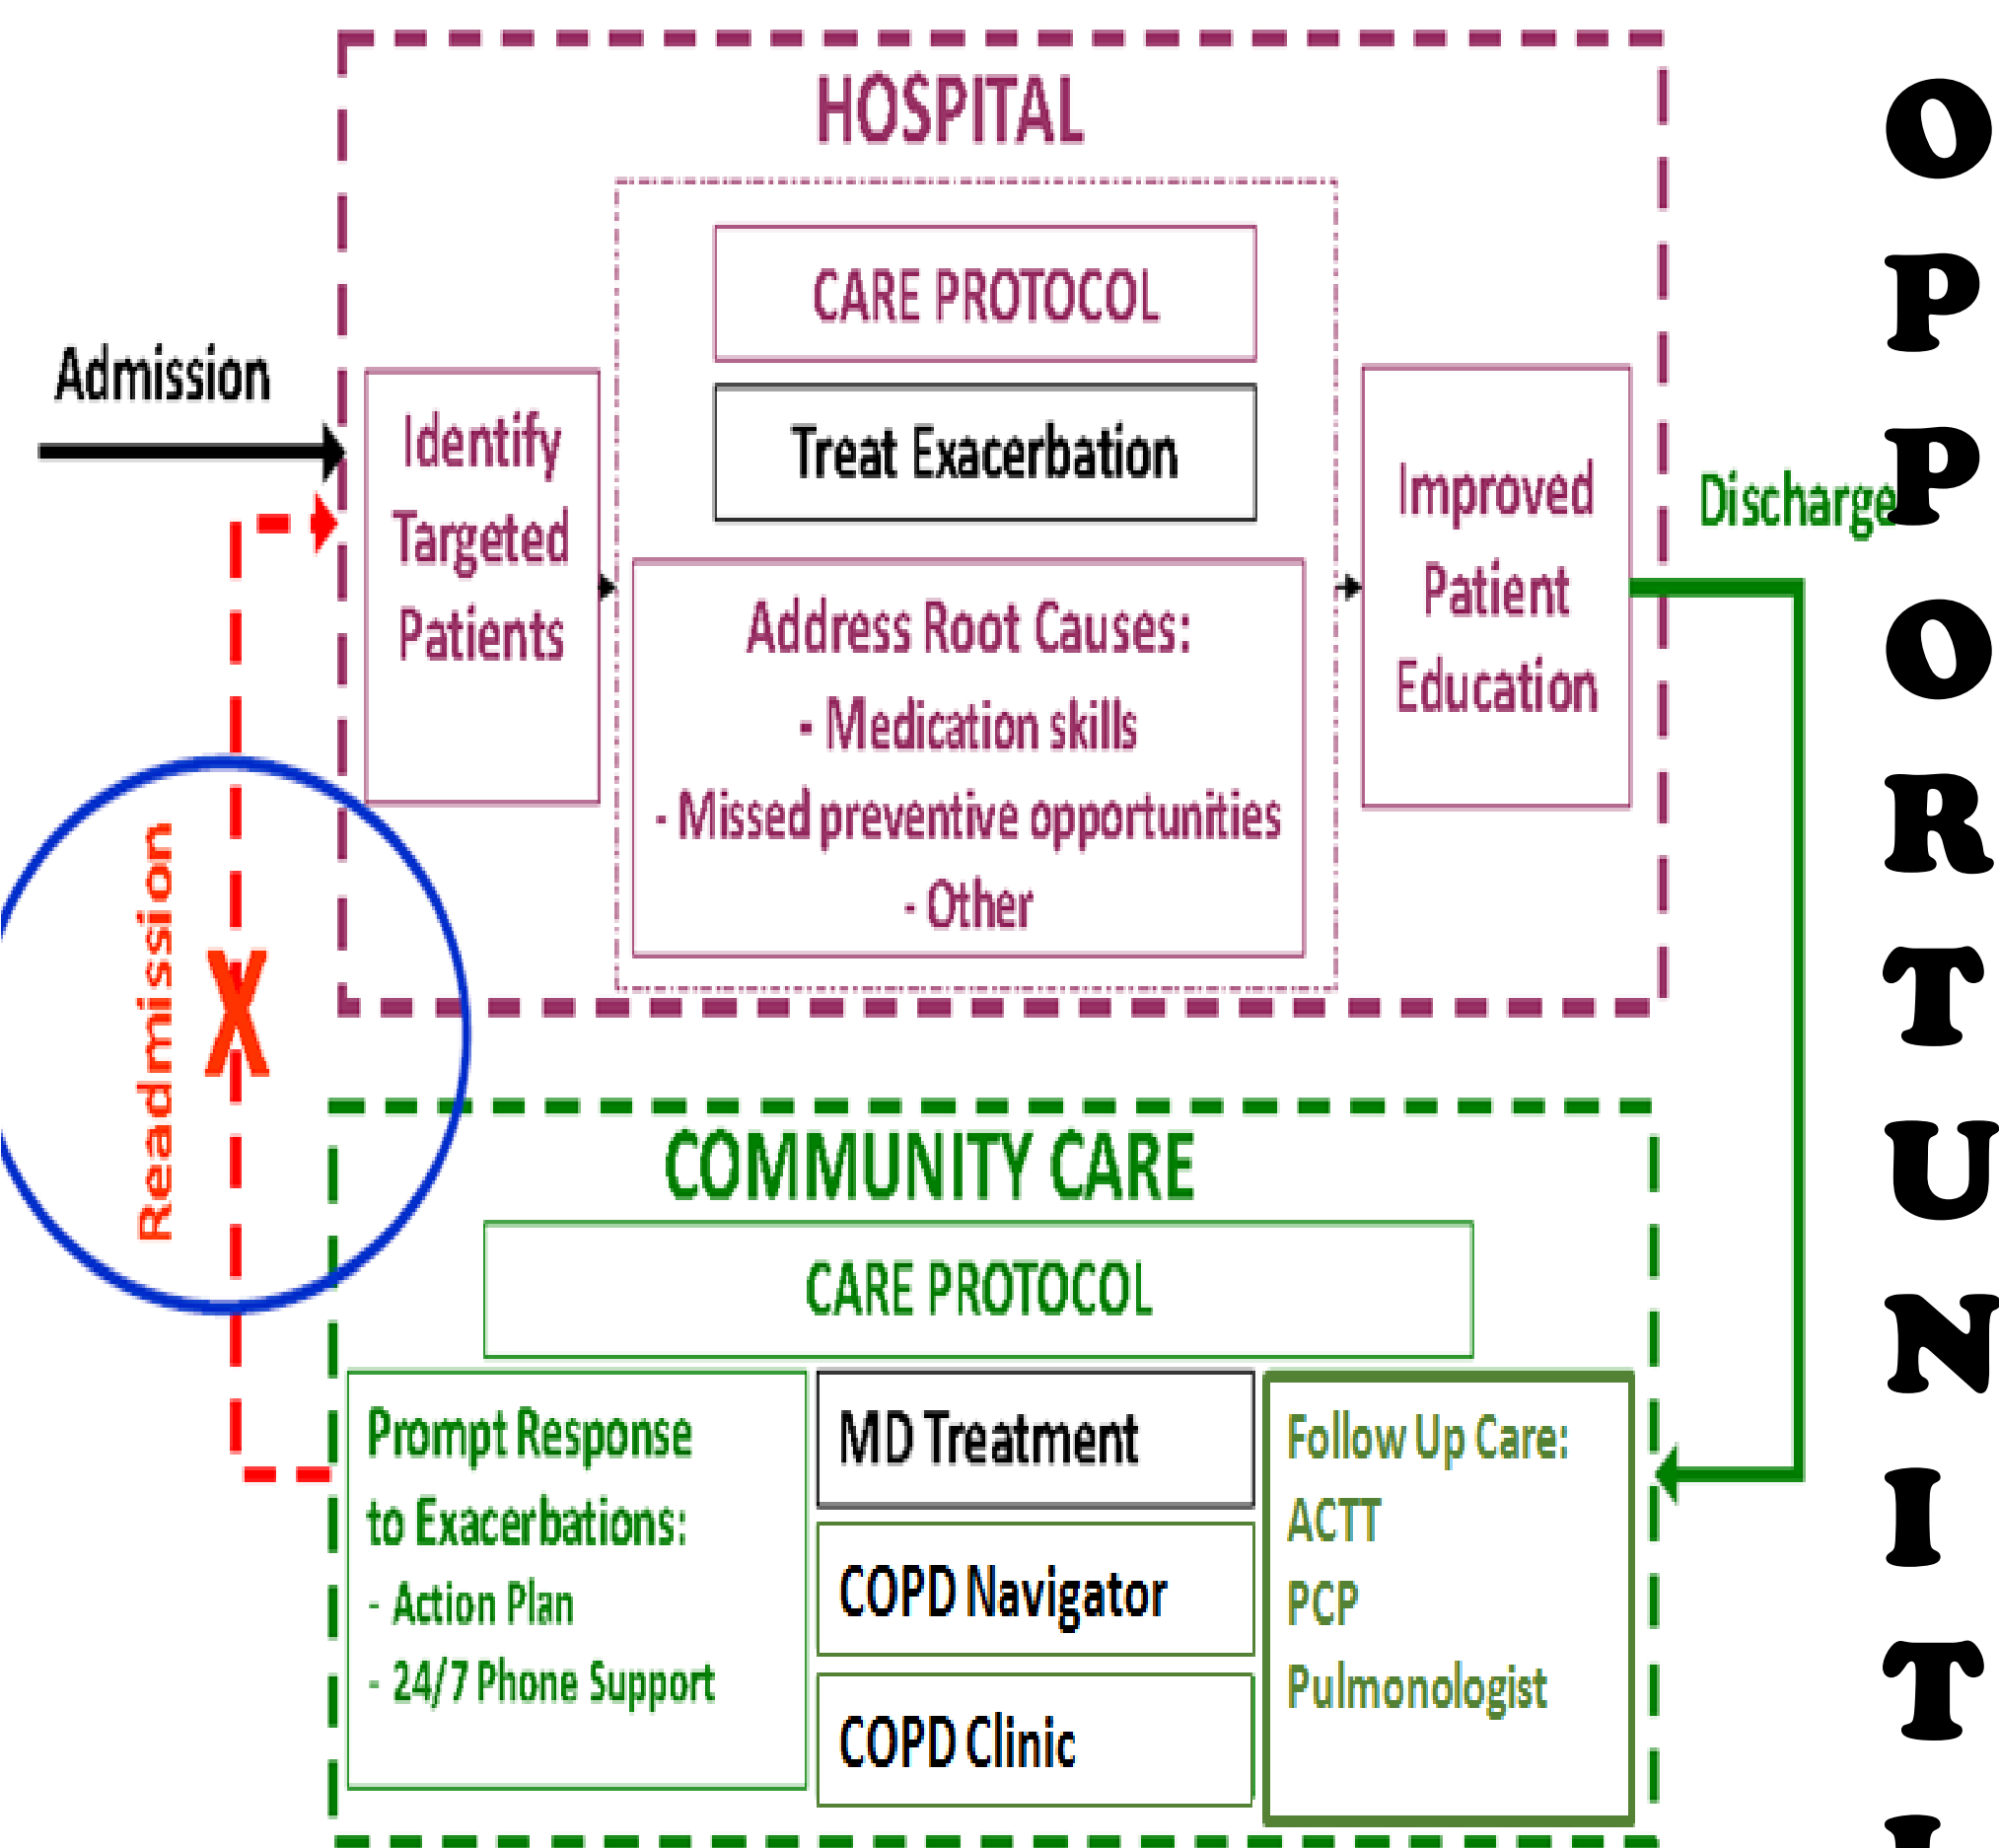 HOSPITAL
CARE PROTOCOL
Admission
Treat Exacerbation
Identify
Targeted
Patients
Address Root Causes:
- Medication skills
- Missed preventive opportunities
- Other
Improved
Patient
Education
Discharge
Readmission
X
COMMUNITY CARE
CARE PROTOCOL
Prompt Response
to Exacerbations:
- Action Plan
- 24/7 Phone Support
MD Treatment
COPD Navigator
COPD Clinic
Follow Up Care:
ACTT
PCP
Pulmonologist
O
P
P
O
R
T
U
N
I
T